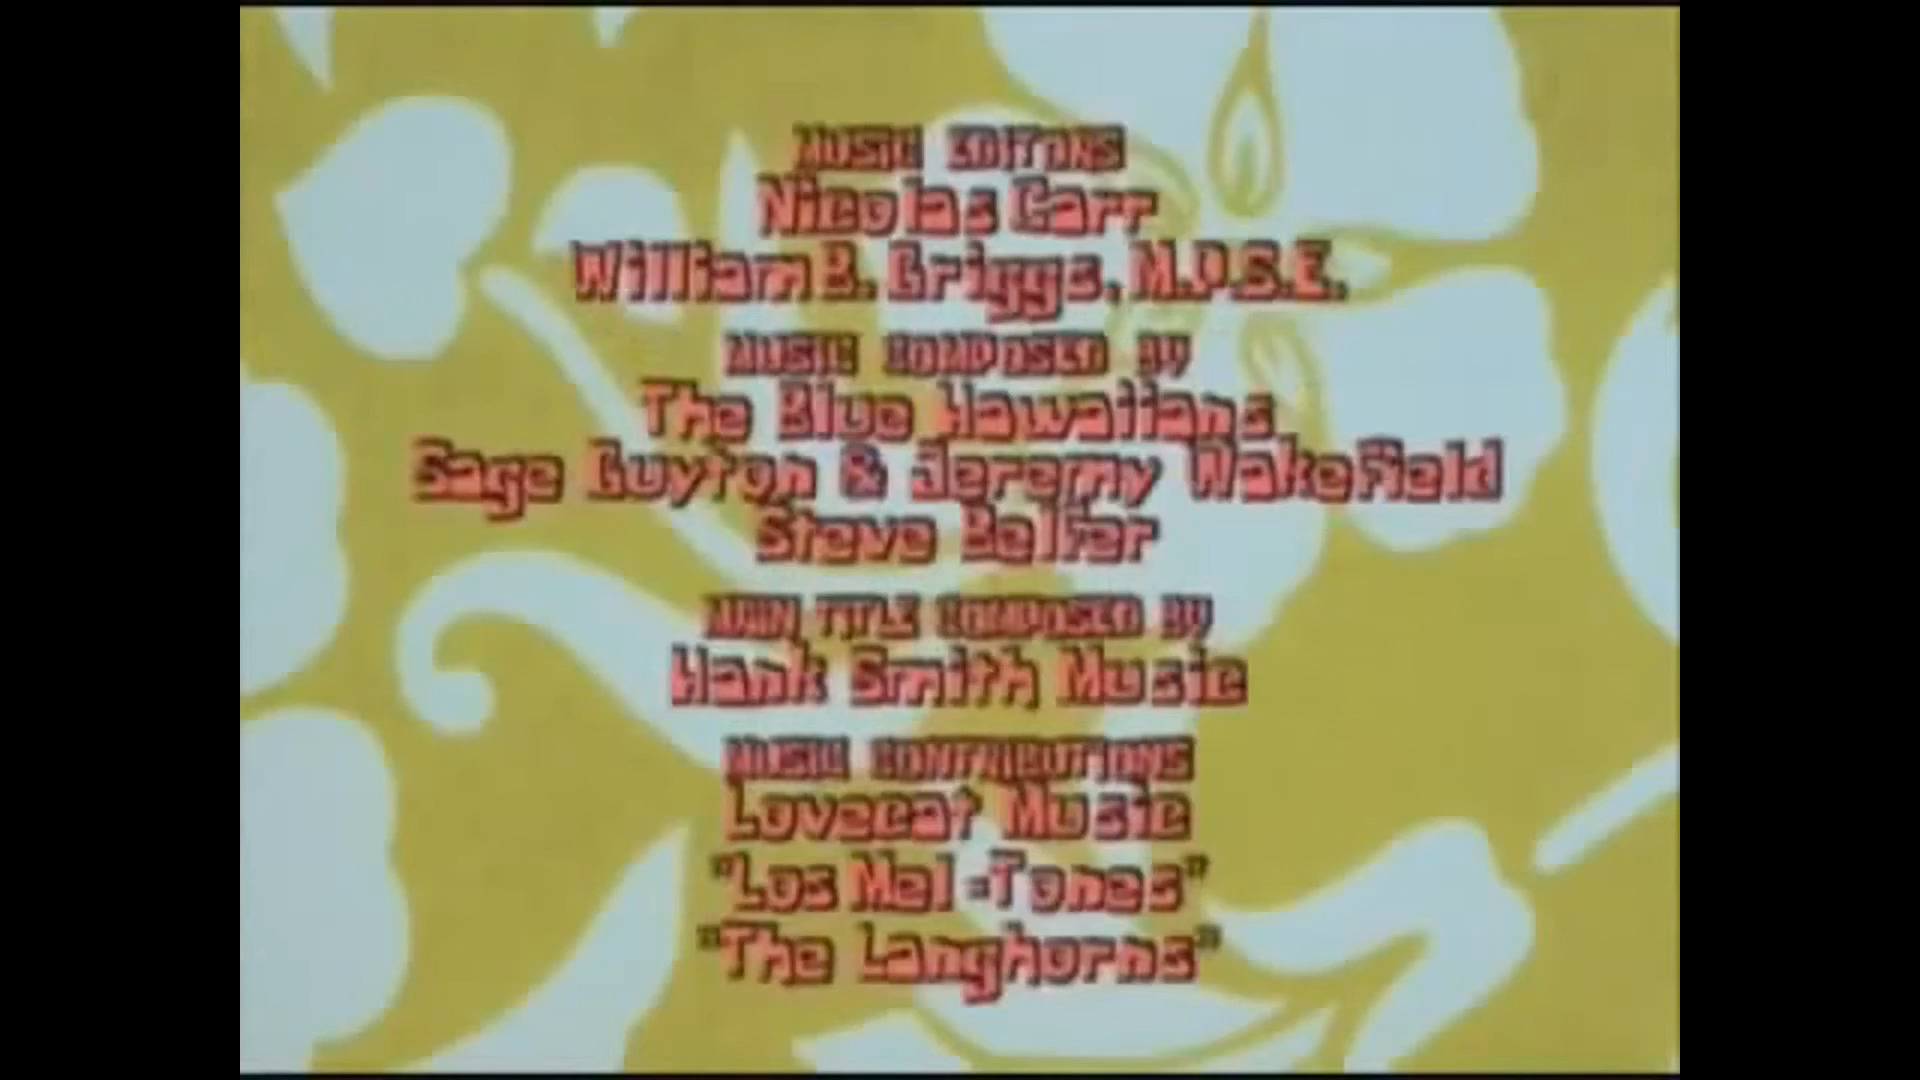 MUSIC EDITORS
Nicolas Carr
William B. Griggs, M.P.S.E.
MUSIC COMPOSED BY
The Blue Hawaiians
Sage Guyton & Jeremy Wakefield
Steve Belfer
MAIN TITLE COMPOSED BY
Hank Smith Music
MUSIC CONTRIBUTIONS
Lovecat Music
"Los Mel-Tones"
"The Langhorns"